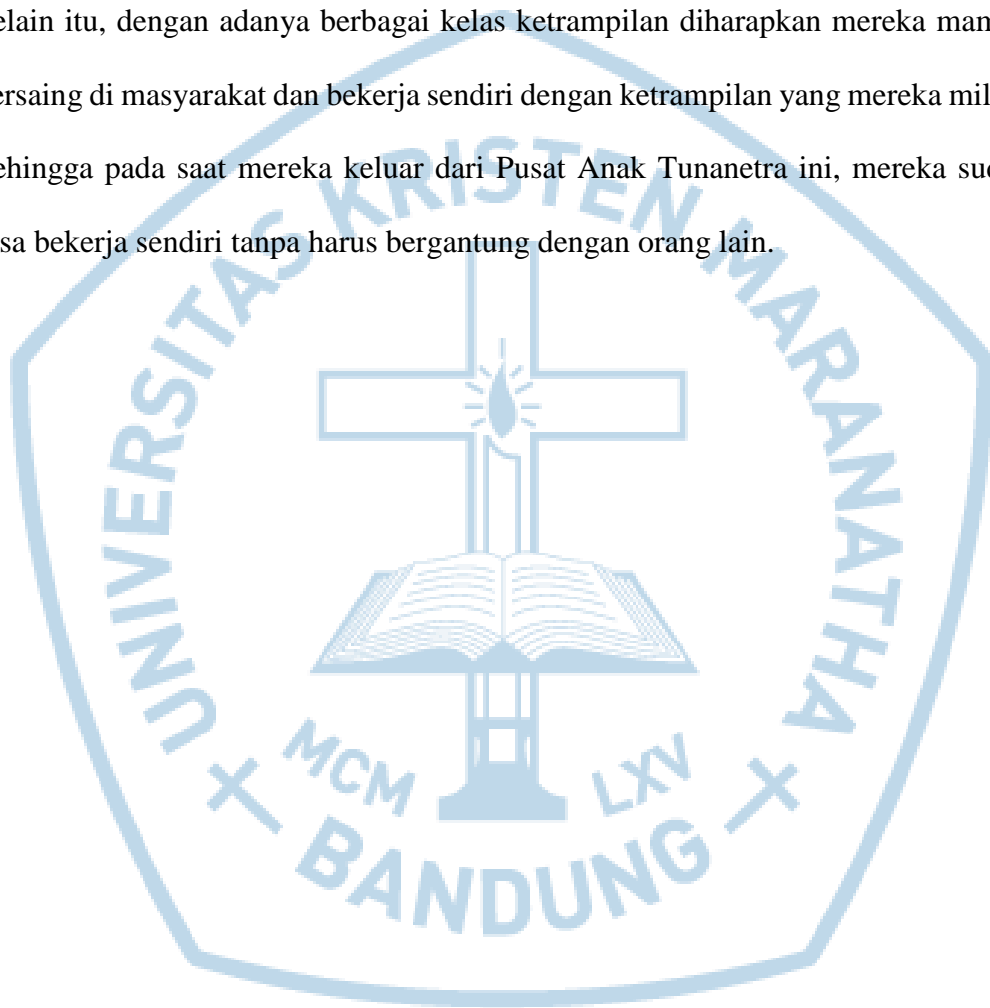 elain itu, dengan adanya berbagai kelas ketrampilan diharapkan mereka mam
ersaing di masyarakat dan bekerja sendiri dengan ketrampilan yang mereka mil
ehingga pada saat mereka keluar dari Pusat Anak Tunanetra ini, mereka suc
sa bekerja sendiri tanpa harus bergantung dengan orang lain.
UNIVERSITAS KRISTEN MARANATHA
MCM LXV
BANDUNG